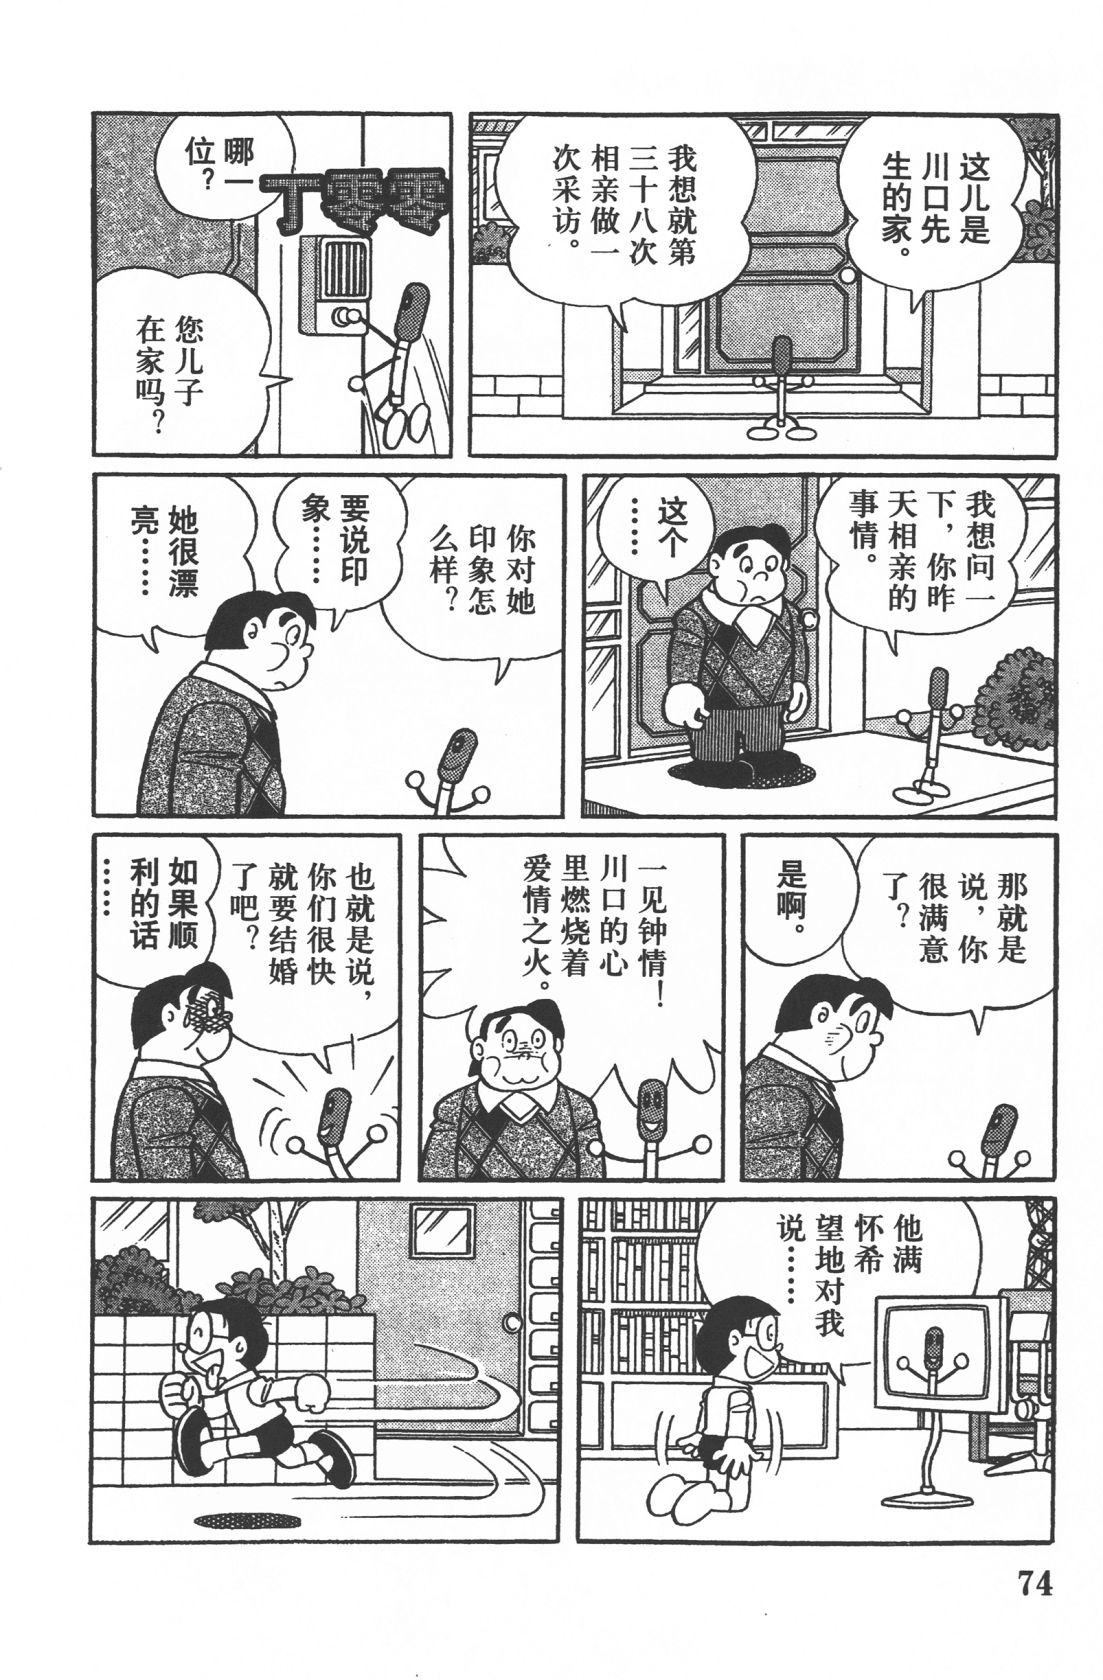 这儿是
川口先
生的家。
我想就第
三十八次
相亲做一
次采访。
丁零零
哪一
位？
您儿子
在家吗？
我想问一
下，你昨
天相亲的
事情。
这个
……
你对她
印象怎
么样？
要说印
象……
她很漂
亮……
那就是
说，你
很满意
了？
是啊。
一见钟情！
川口的心
里燃烧着
爱情之火。
也就是说，
你们很快
就要结婚
了吧？
如果顺
利的话
……
他满
怀希
望地对我
说……
74